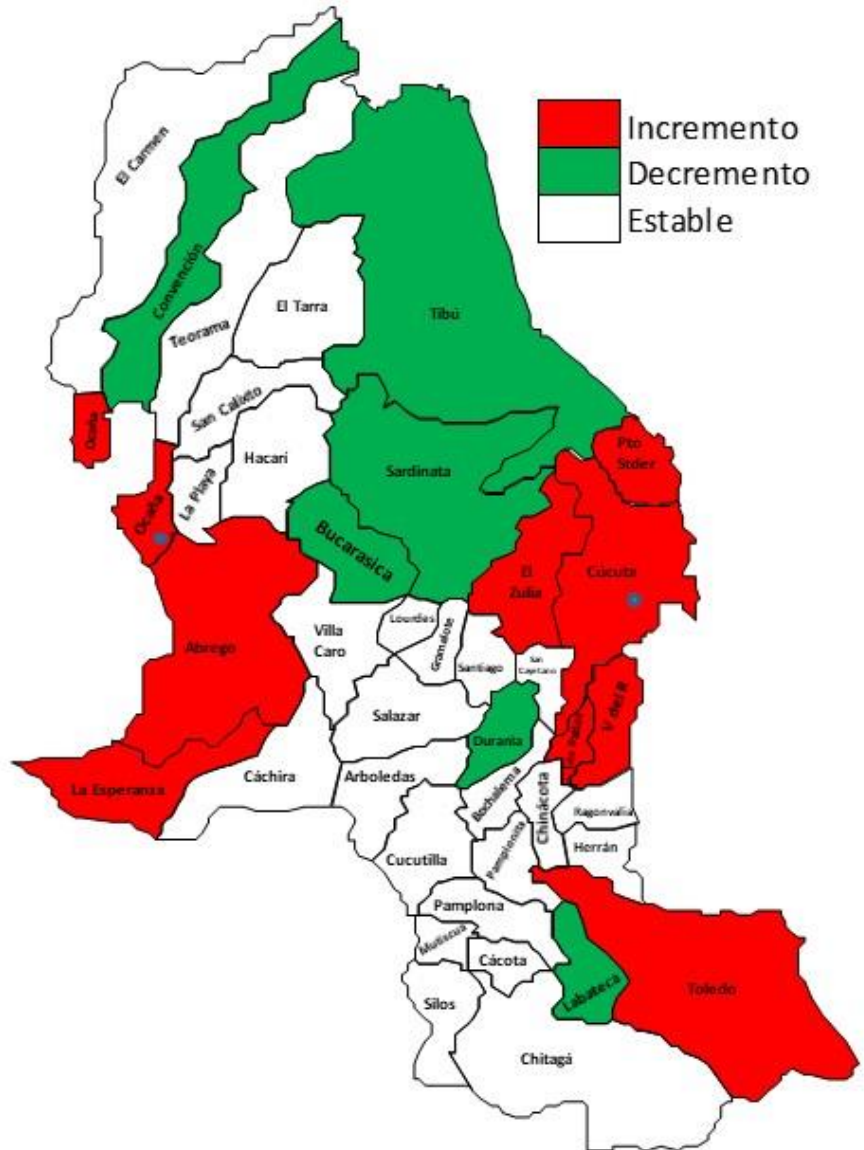 Incremento
Decremento
Estable
El Carmen
Convención
Teorama
El Tarra
Tibú
San Calixto
Ocaña
Hacarí
La Playa
Sardinata
Pto
Stder
Ocaña
Bucarasica
El
Zulia
Cúcuta
Abrego
Villa
Caro
Lourdes
Gramalote
Santiago
San
Cayetano
V. del R
Salazar
Durania
La Esperanza
Cáchira
Arboledas
Bochalema
Chinácota
Ragonvalia
Pamplonita
Herrán
Cucutilla
Pamplona
Mutiscua
Cácota
Labateca
Toledo
Silos
Chitagá